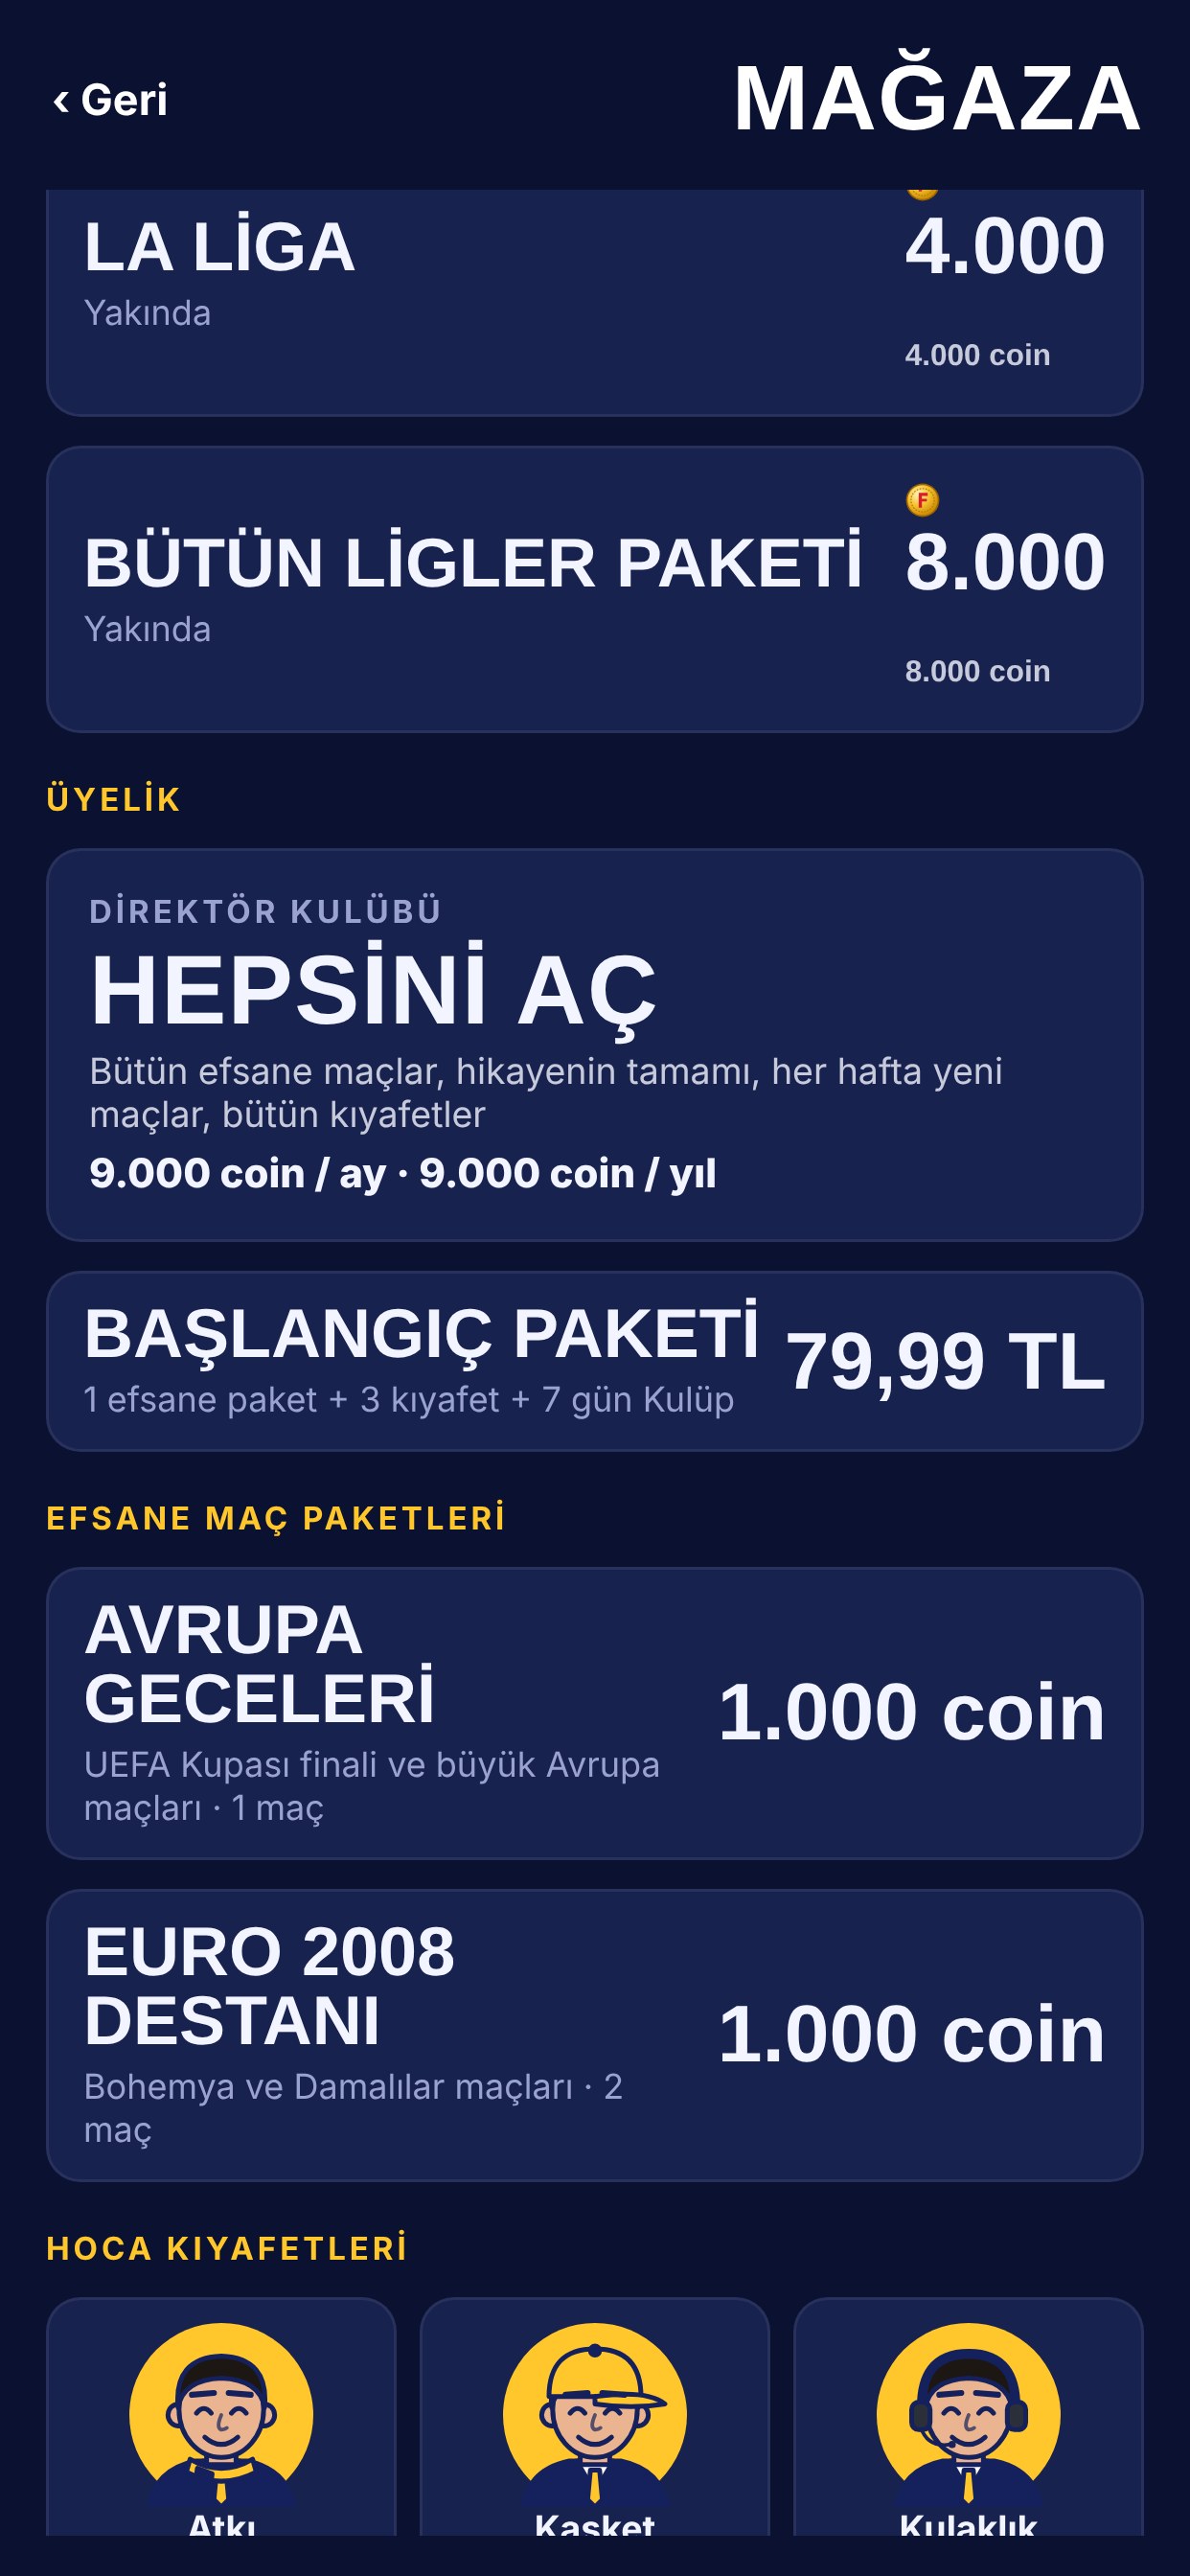 ‹ Geri
MAĞAZA
LA LİGA
4.000
Yakında
4.000 coin
F
BÜTÜN LİGLER PAKETİ
8.000
Yakında
8.000 coin
ÜYELİK
DİREKTÖR KULÜBÜ
HEPSİNİ AÇ
Bütün efsane maçlar, hikayenin tamamı, her hafta yeni
maçlar, bütün kıyafetler
9.000 coin / ay · 9.000 coin / yıl
BAŞLANGIÇ PAKETİ
79,99 TL
1 efsane paket + 3 kıyafet + 7 gün Kulüp
EFSANE MAÇ PAKETLERİ
AVRUPA
GECELERİ
1.000 coin
UEFA Kupası finali ve büyük Avrupa
maçları · 1 maç
EURO 2008
DESTANI
1.000 coin
Bohemya ve Damalılar maçları · 2
maç
HOCA KIYAFETLERİ
Atkı
Kasket
Kulaklık